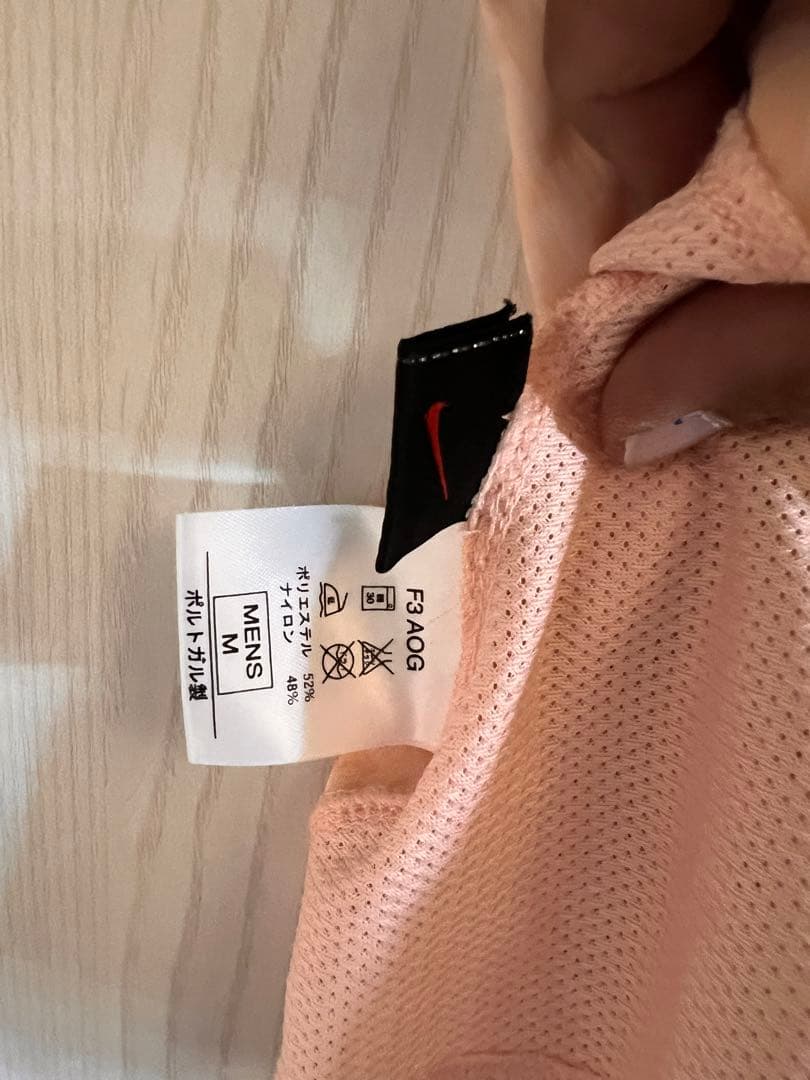 F3 AOG
弱 30
ポリエステル 52%
ナイロン 48%
MENS
M
ポルトガル製